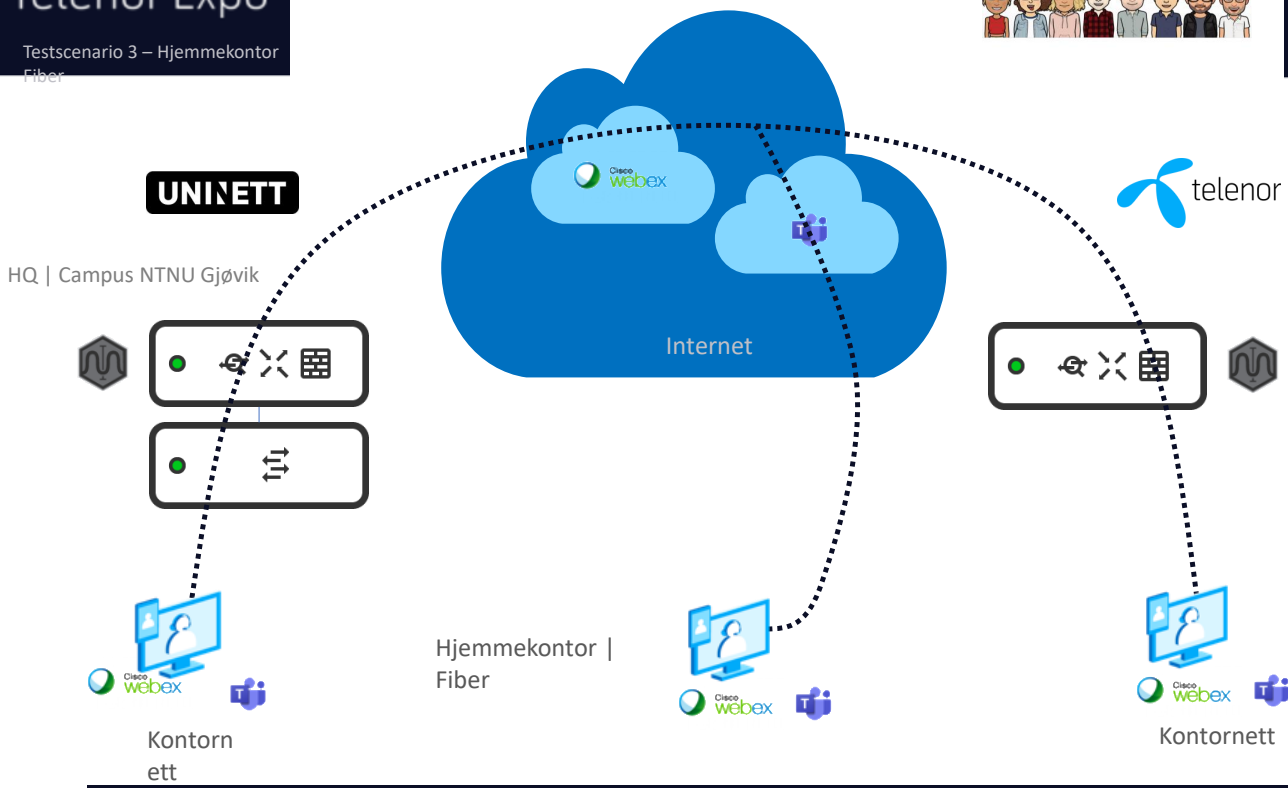 Telenor Expo
Testscenario 3 – Hjemmekontor
Fiber
UNINETT
HQ | Campus NTNU Gjøvik
Cisco
webex
T
Internet
telenor
Hjemmekontor |
Fiber
Cisco
webex
T
Kontorn
ett
Cisco
webex
T
Cisco
webex
T
Kontornett